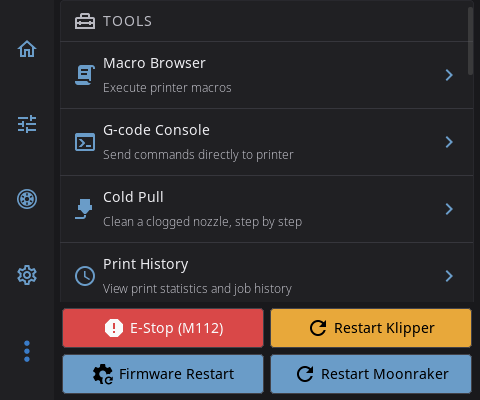 TOOLS
Macro Browser
Execute printer macros
G-code Console
Send commands directly to printer
Cold Pull
Clean a clogged nozzle, step by step
Print History
View print statistics and job history
E-Stop (M112)
Restart Klipper
Firmware Restart
Restart Moonraker